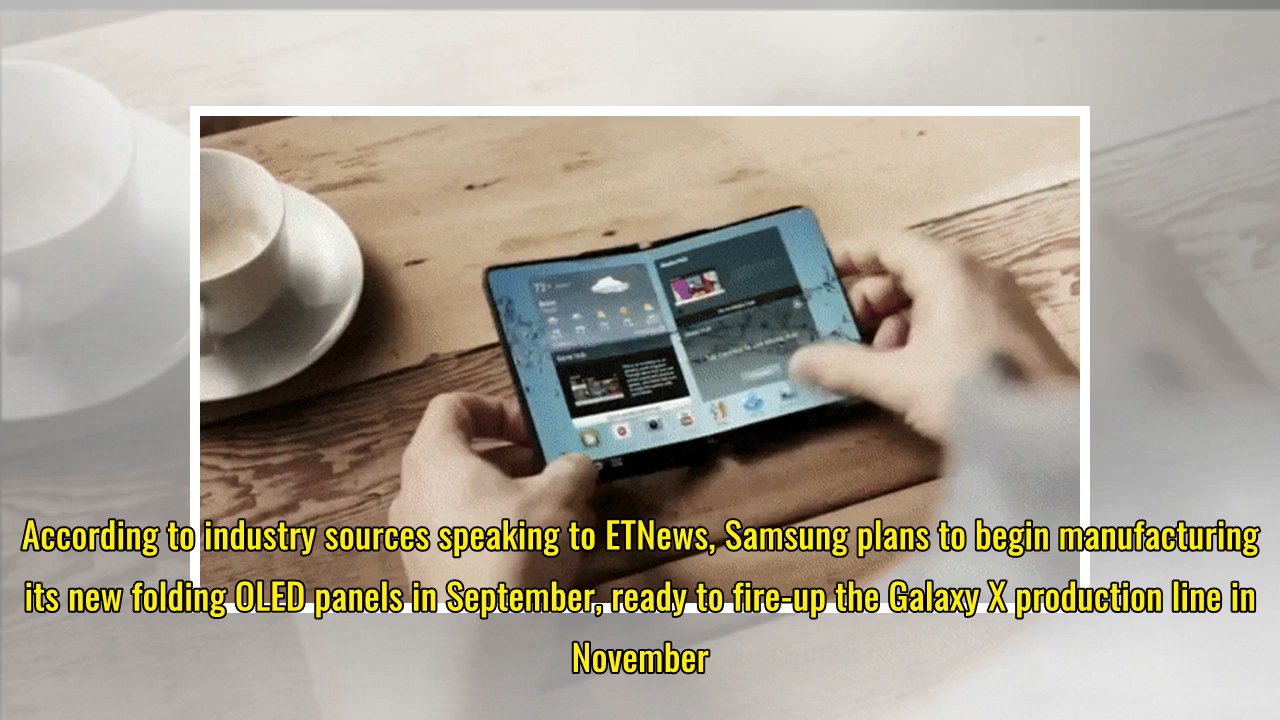 According to industry sources speaking to ETNews, Samsung plans to begin manufacturing
its new folding OLED panels in September, ready to fire-up the Galaxy X production line in
November